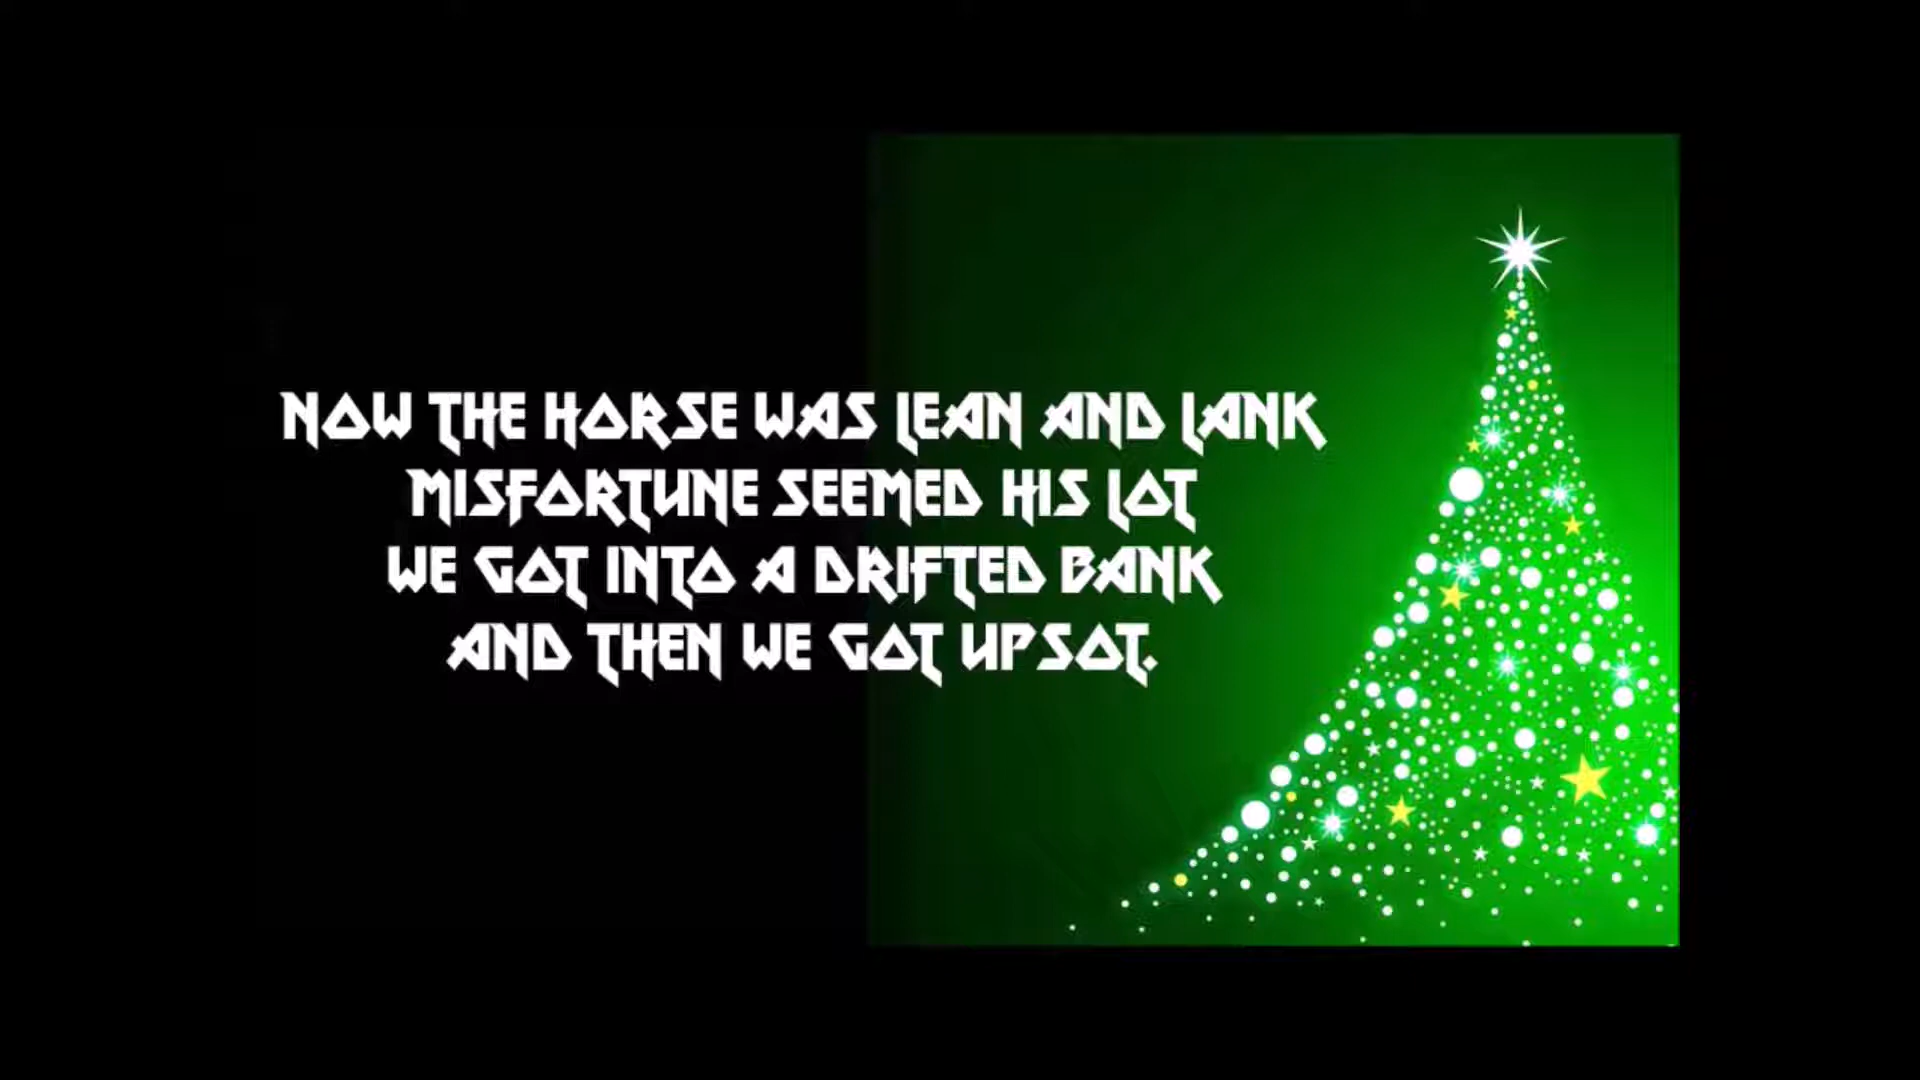 NOW THE HORSE WAS LEAN AND LANK
MISFORTUNE SEEMED HIS LOT
WE GOT INTO A DRIFTED BANK
AND THEN WE GOT UPSOT.